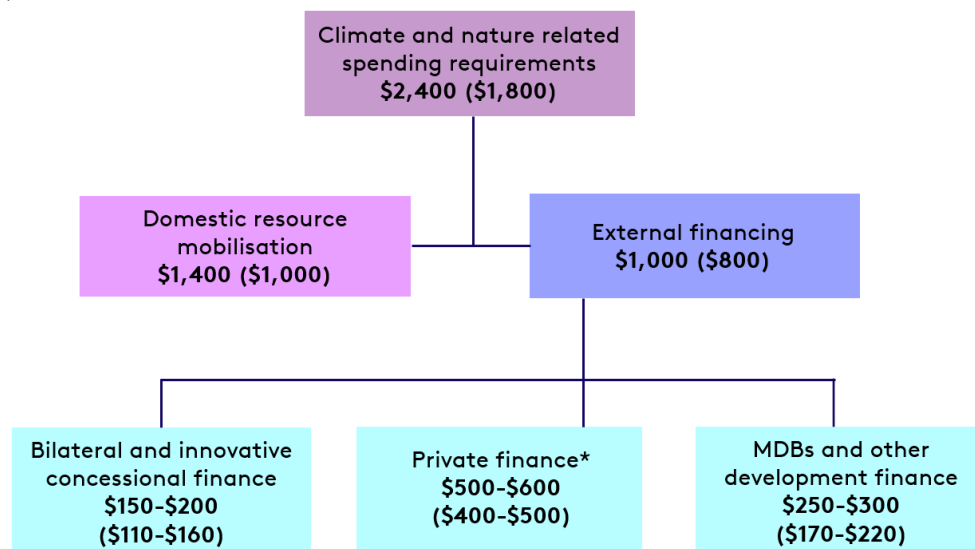 Climate and nature related
spending requirements
$2,400 ($1,800)
Domestic resource
mobilisation
$1,400 ($1,000)
External financing
$1,000 ($800)
Bilateral and innovative
concessional finance
$150-$200
($110-$160)
Private finance*
$500-$600
($400-$500)
MDBs and other
development finance
$250-$300
($170-$220)